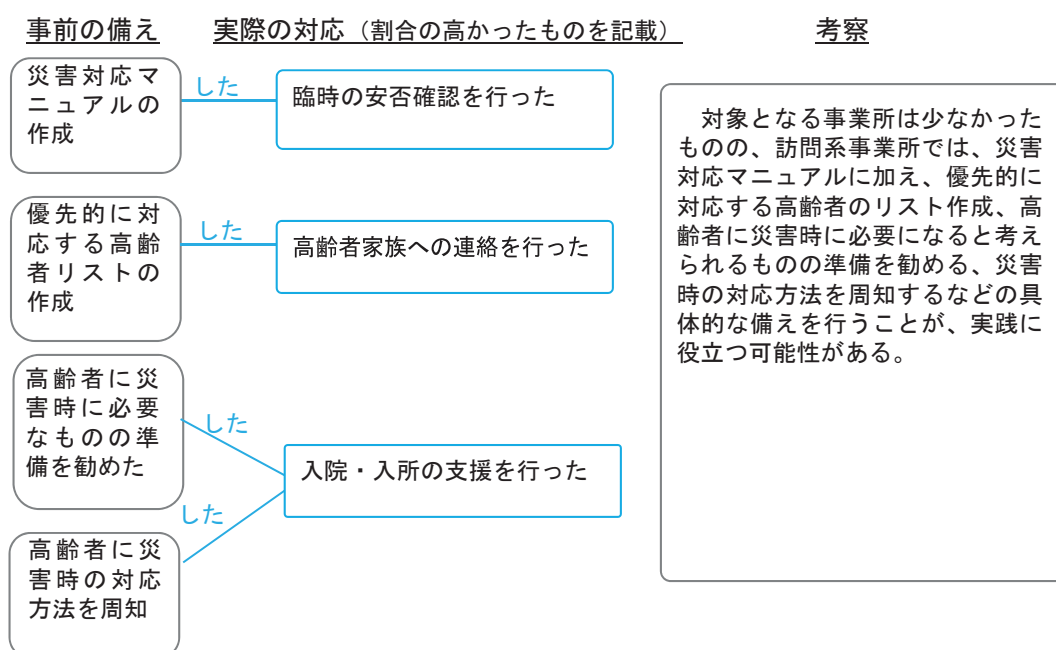 事前の備え
実際の対応（割合の高かったものを記載）
考察
災害対応マ
ニュアルの
作成
した
臨時の安否確認を行った
優先的に対
応する高齢
者リストの
作成
した
高齢者家族への連絡を行った
高齢者に災
害時に必要
なものの準
備を勧めた
した
入院・入所の支援を行った
した
高齢者に災
害時の対応
方法を周知
対象となる事業所は少なかった
ものの、訪問系事業所では、災害
対応マニュアルに加え、優先的に
対応する高齢者のリスト作成、高
齢者に災害時に必要になると考え
られるものの準備を勧める、災害
時の対応方法を周知するなどの具
体的な備えを行うことが、実践に
役立つ可能性がある。